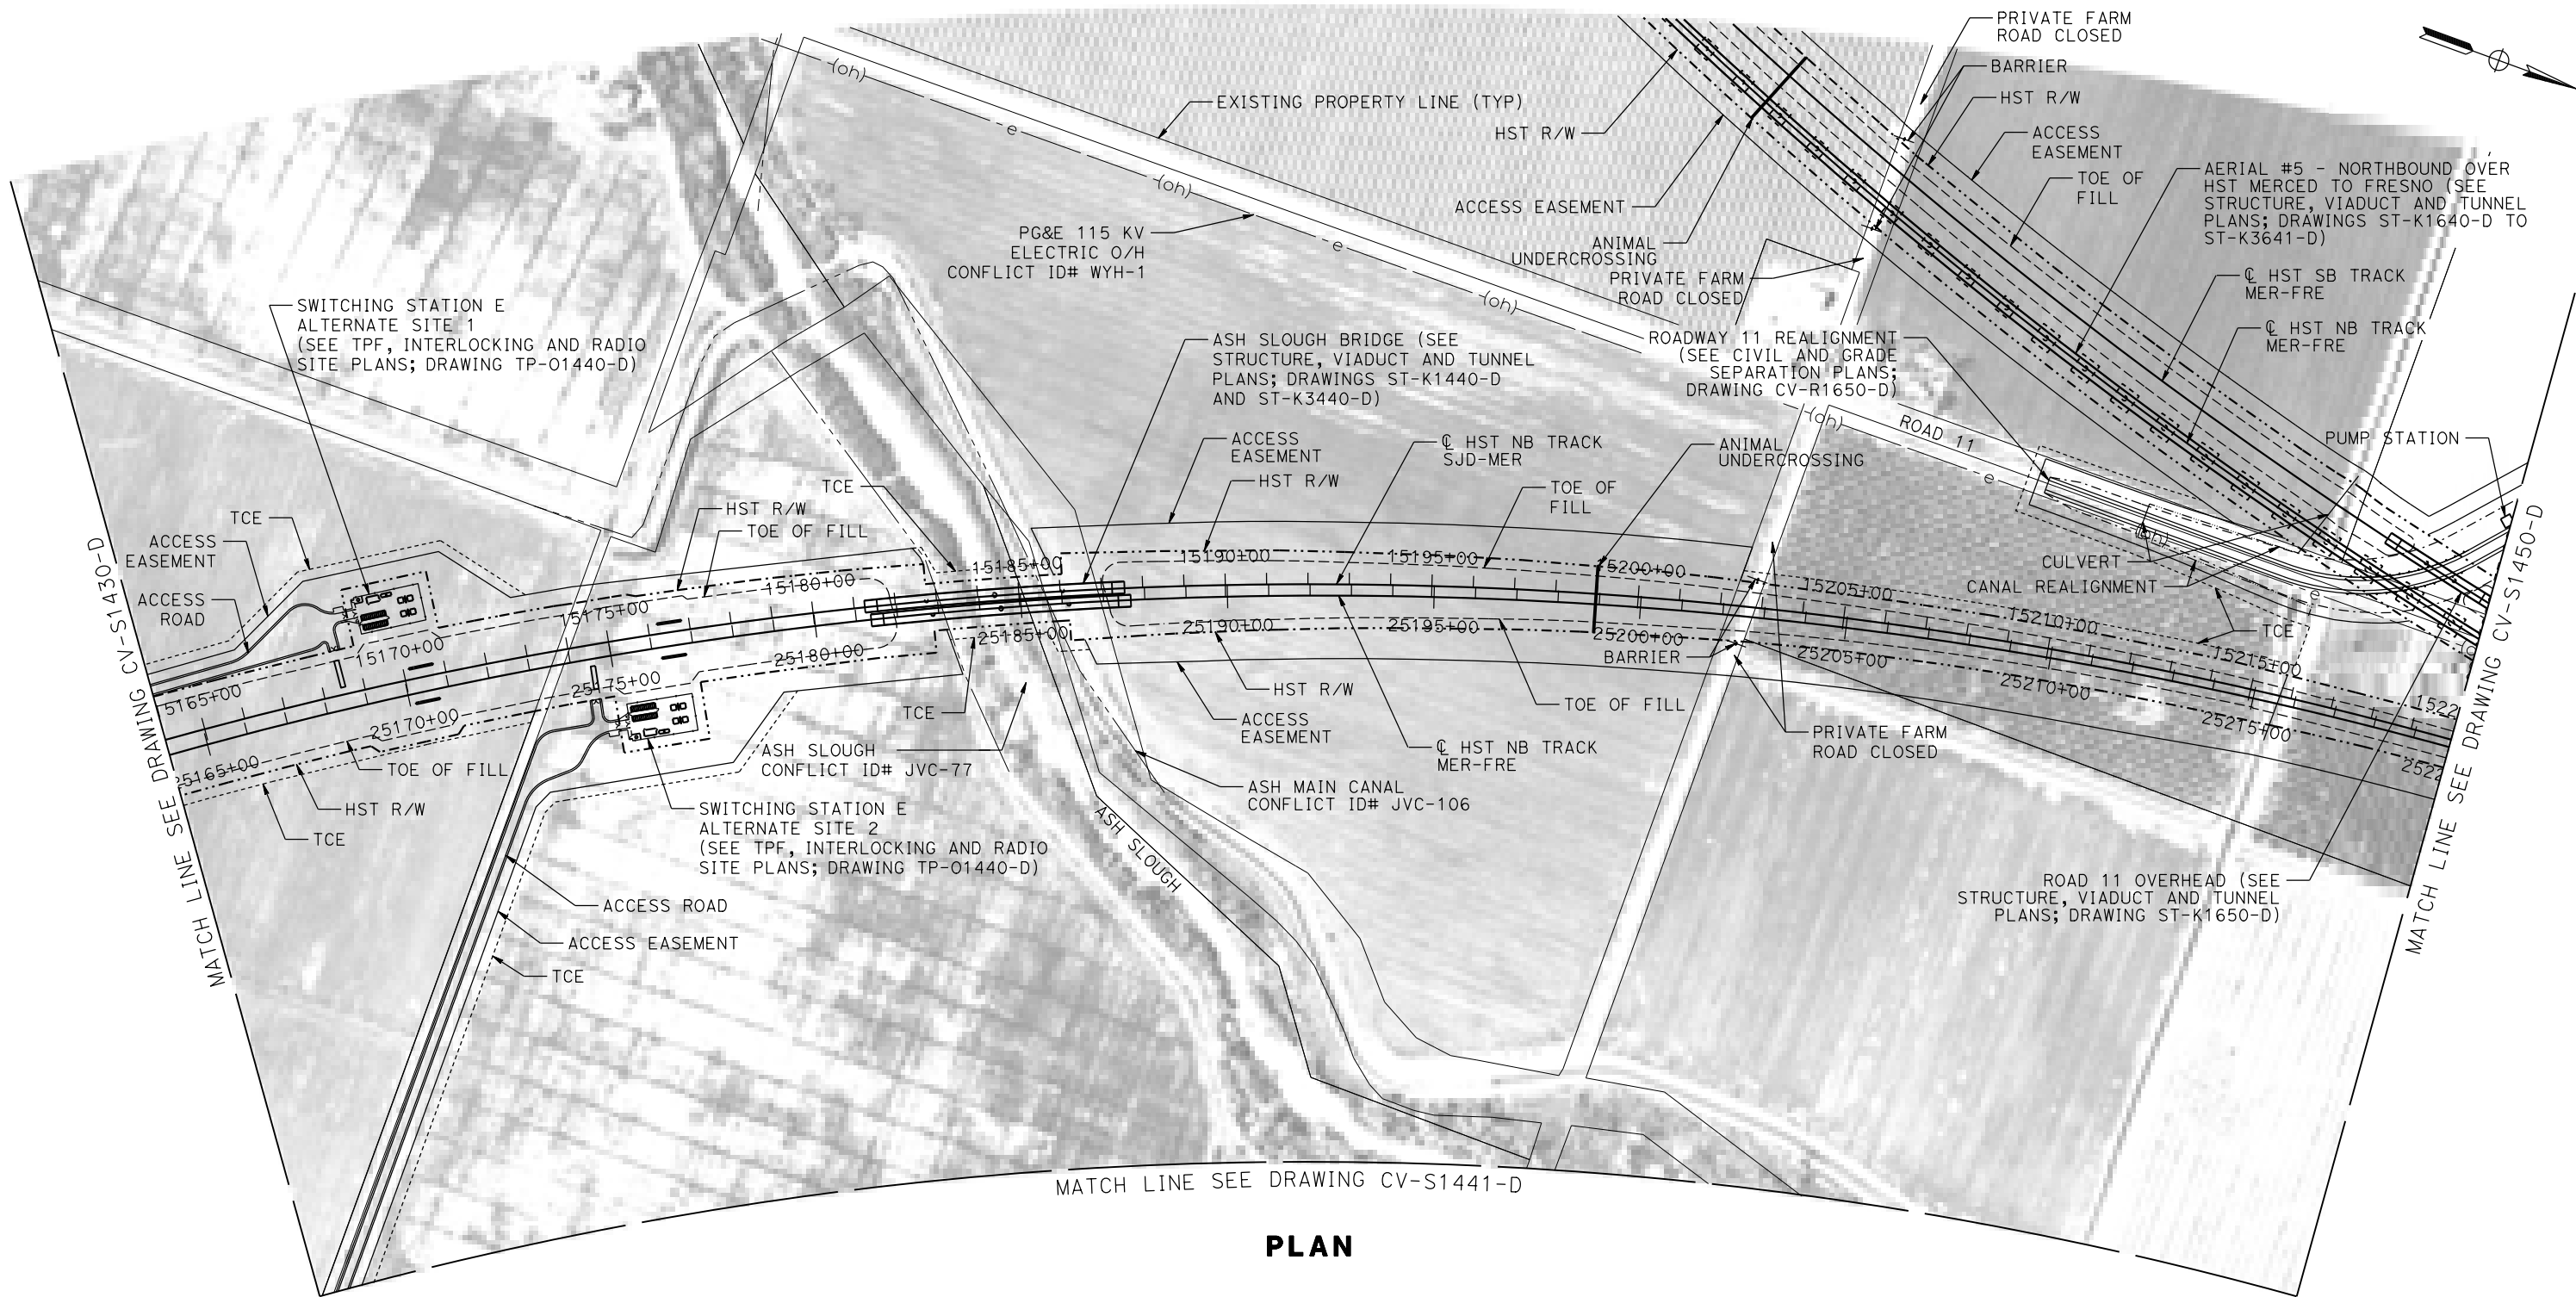 PRIVATE FARM
ROAD CLOSED
BARRIER
HST R/W
ACCESS
EASEMENT
TOE OF
FILL
AERIAL #5 - NORTHBOUND OVER
HST MERCED TO FRESNO (SEE
STRUCTURE, VIADUCT AND TUNNEL
PLANS; DRAWINGS ST-K1640-D TO
ST-K3641-D)
℄ HST SB TRACK
MER-FRE
℄ HST NB TRACK
MER-FRE
PUMP STATION
(oh)
e
(oh)
e
(oh)
(oh)
e
(oh)
e
EXISTING PROPERTY LINE (TYP)
HST R/W
ACCESS EASEMENT
ANIMAL
UNDERCROSSING
PRIVATE FARM
ROAD CLOSED
PG&E 115 KV
ELECTRIC O/H
CONFLICT ID# WYH-1
ROADWAY 11 REALIGNMENT
(SEE CIVIL AND GRADE
SEPARATION PLANS;
DRAWING CV-R1650-D)
ROAD 11
SWITCHING STATION E
ALTERNATE SITE 1
(SEE TPF, INTERLOCKING AND RADIO
SITE PLANS; DRAWING TP-O1440-D)
ASH SLOUGH BRIDGE (SEE
STRUCTURE, VIADUCT AND TUNNEL
PLANS; DRAWINGS ST-K1440-D
AND ST-K3440-D)
ACCESS
EASEMENT
HST R/W
℄ HST NB TRACK
SJD-MER
TOE OF
FILL
ANIMAL
UNDERCROSSING
TCE
HST R/W
TOE OF FILL
TCE
ACCESS
EASEMENT
ACCESS
ROAD
CULVERT
CANAL REALIGNMENT
TCE
5165+00
15170+00
15175+00
15180+00
15185+00
15190+00
15195+00
15200+00
15205+00
15210+00
15215+00
1522
25165+00
25170+00
25175+00
25180+00
25185+00
25190+00
25195+00
25200+00
25205+00
25210+00
25215+00
2522
BARRIER
TOE OF FILL
HST R/W
TCE
TCE
HST R/W
ACCESS
EASEMENT
TOE OF FILL
℄ HST NB TRACK
MER-FRE
PRIVATE FARM
ROAD CLOSED
ASH SLOUGH
CONFLICT ID# JVC-77
ASH MAIN CANAL
CONFLICT ID# JVC-106
SWITCHING STATION E
ALTERNATE SITE 2
(SEE TPF, INTERLOCKING AND RADIO
SITE PLANS; DRAWING TP-O1440-D)
ASH SLOUGH
ACCESS ROAD
ACCESS EASEMENT
TCE
ROAD 11 OVERHEAD (SEE
STRUCTURE, VIADUCT AND TUNNEL
PLANS; DRAWING ST-K1650-D)
MATCH LINE SEE DRAWING CV-S1430-D
MATCH LINE SEE DRAWING CV-S1450-D
MATCH LINE SEE DRAWING CV-S1441-D
PLAN